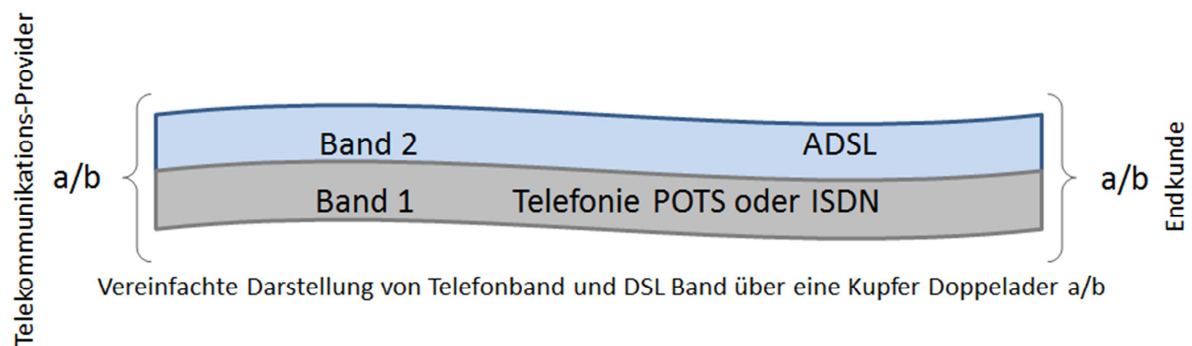 Telekommunikations-Provider
a/b
Band 2 ADSL
Band 1 Telefonie POTS oder ISDN
a/b
Endkunde
Vereinfachte Darstellung von Telefonband und DSL Band über eine Kupfer Doppelader a/b